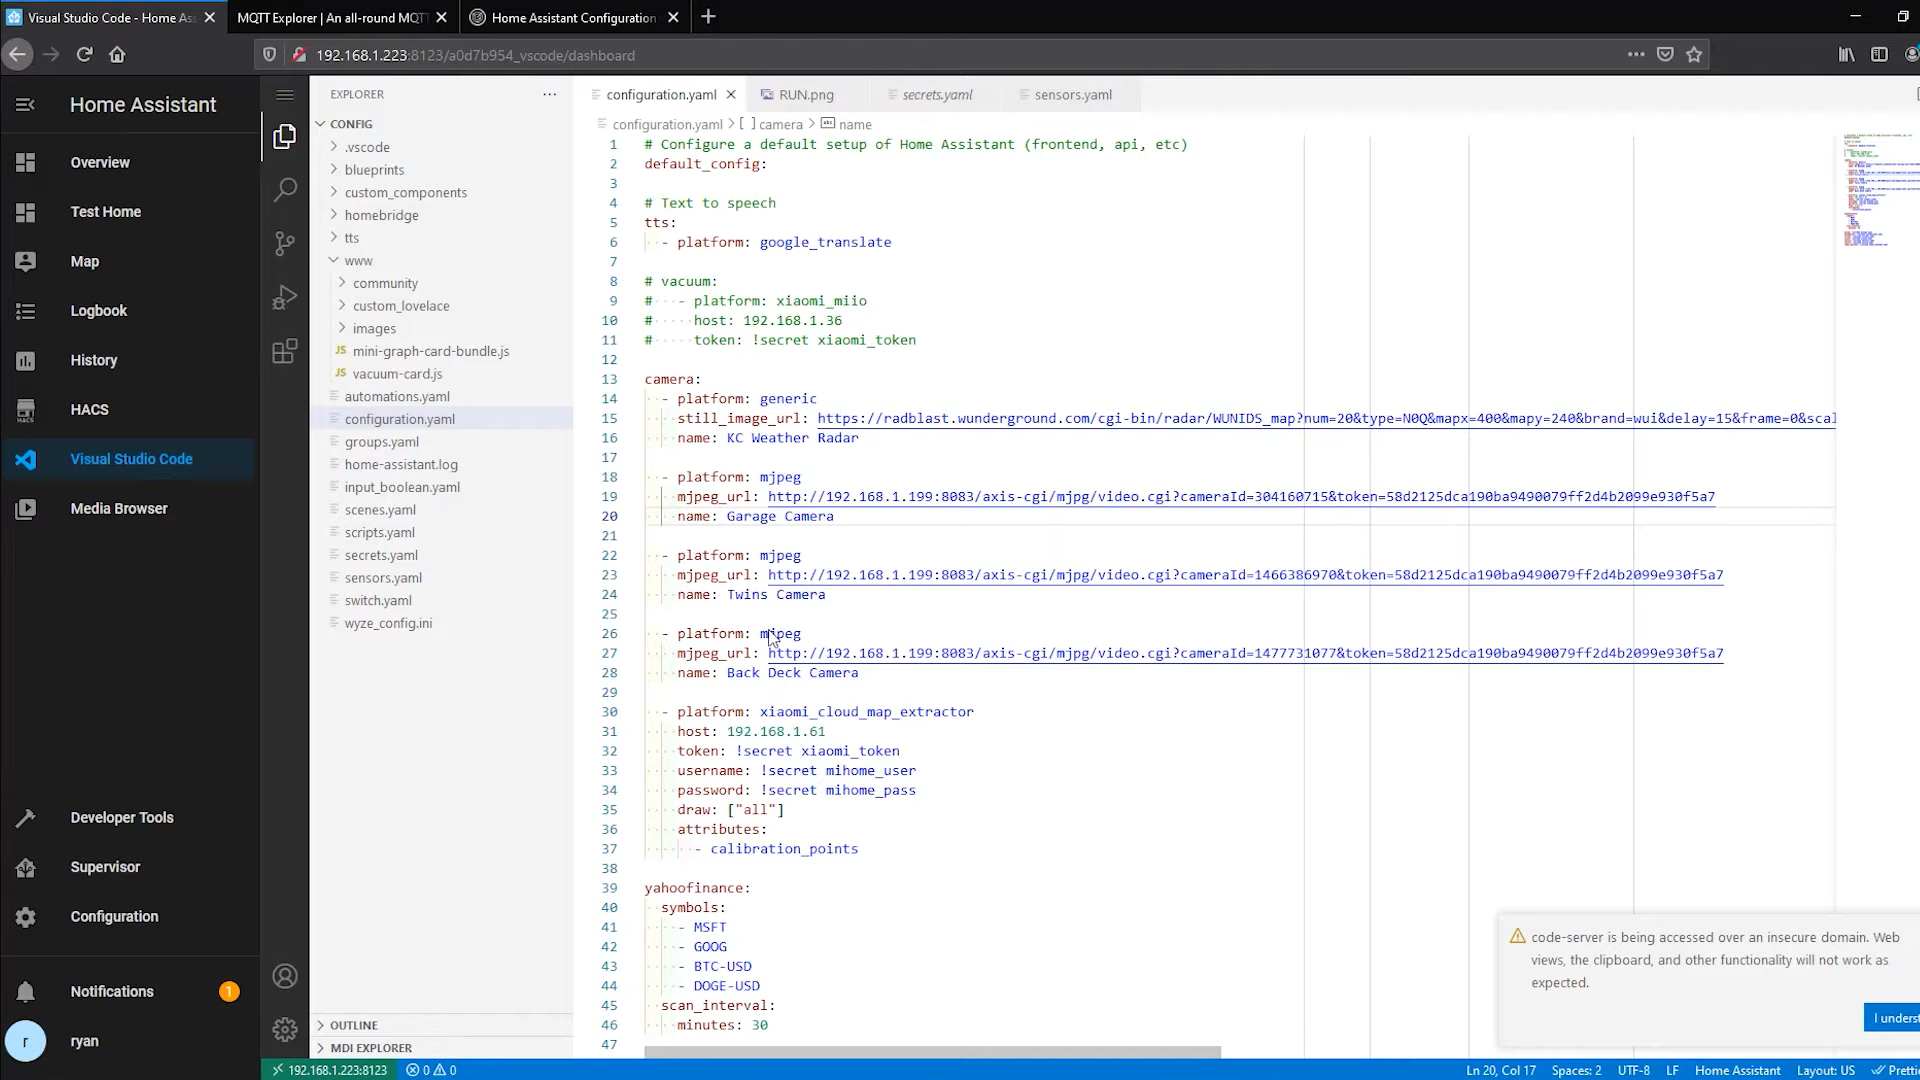 Visual Studio Code - Home Ass
MQTT Explorer | An all-round MQT
Home Assistant Configuration
192.168.1.223:8123/a0d7b954_vscode/dashboard
Home Assistant
Overview
Test Home
Map
Logbook
History
HACS
Visual Studio Code
Media Browser
Developer Tools
Supervisor
Configuration
Notifications
1
r
ryan
EXPLORER
CONFIG
.vscode
blueprints
custom_components
homebridge
tts
www
community
custom_lovelace
images
JS mini-graph-card-bundle.js
JS vacuum-card.js
automations.yaml
configuration.yaml
groups.yaml
home-assistant.log
input_boolean.yaml
scenes.yaml
scripts.yaml
secrets.yaml
sensors.yaml
switch.yaml
wyze_config.ini
OUTLINE
MDI EXPLORER
configuration.yaml
RUN.png
secrets.yaml
sensors.yaml
configuration.yaml > [ ] camera > abc name
1 # Configure a default setup of Home Assistant (frontend, api, etc)
2 default_config:
3
4 # Text to speech
5 tts:
6 - platform: google_translate
7
8 # vacuum:
9 # - platform: xiaomi_miio
10 # host: 192.168.1.36
11 # token: !secret xiaomi_token
12
13 camera:
14 - platform: generic
15 still_image_url: https://radblast.wunderground.com/cgi-bin/radar/WUNIDS_map?num=20&type=N0Q&mapx=400&mapy=240&brand=wui&delay=15&frame=0&scal
16 name: KC Weather Radar
17
18 - platform: mjpeg
19 mjpeg_url: http://192.168.1.199:8083/axis-cgi/mjpg/video.cgi?cameraId=304160715&token=58d2125dca190ba9490079ff2d4b2099e930f5a7
20 name: Garage Camera
21
22 - platform: mjpeg
23 mjpeg_url: http://192.168.1.199:8083/axis-cgi/mjpg/video.cgi?cameraId=1466386970&token=58d2125dca190ba9490079ff2d4b2099e930f5a7
24 name: Twins Camera
25
26 - platform: mjpeg
27 mjpeg_url: http://192.168.1.199:8083/axis-cgi/mjpg/video.cgi?cameraId=1477731077&token=58d2125dca190ba9490079ff2d4b2099e930f5a7
28 name: Back Deck Camera
29
30 - platform: xiaomi_cloud_map_extractor
31 host: 192.168.1.61
32 token: !secret xiaomi_token
33 username: !secret mihome_user
34 password: !secret mihome_pass
35 draw: ["all"]
36 attributes:
37 - calibration_points
38
39 yahoofinance:
40 symbols:
41 - MSFT
42 - GOOG
43 - BTC-USD
44 - DOGE-USD
45 scan_interval:
46 minutes: 30
47
code-server is being accessed over an insecure domain. Web
views, the clipboard, and other functionality will not work as
expected.
I underst
192.168.1.223:8123
0 0
Ln 20, Col 17
Spaces: 2
UTF-8
LF
Home Assistant
Layout: US
Prettie